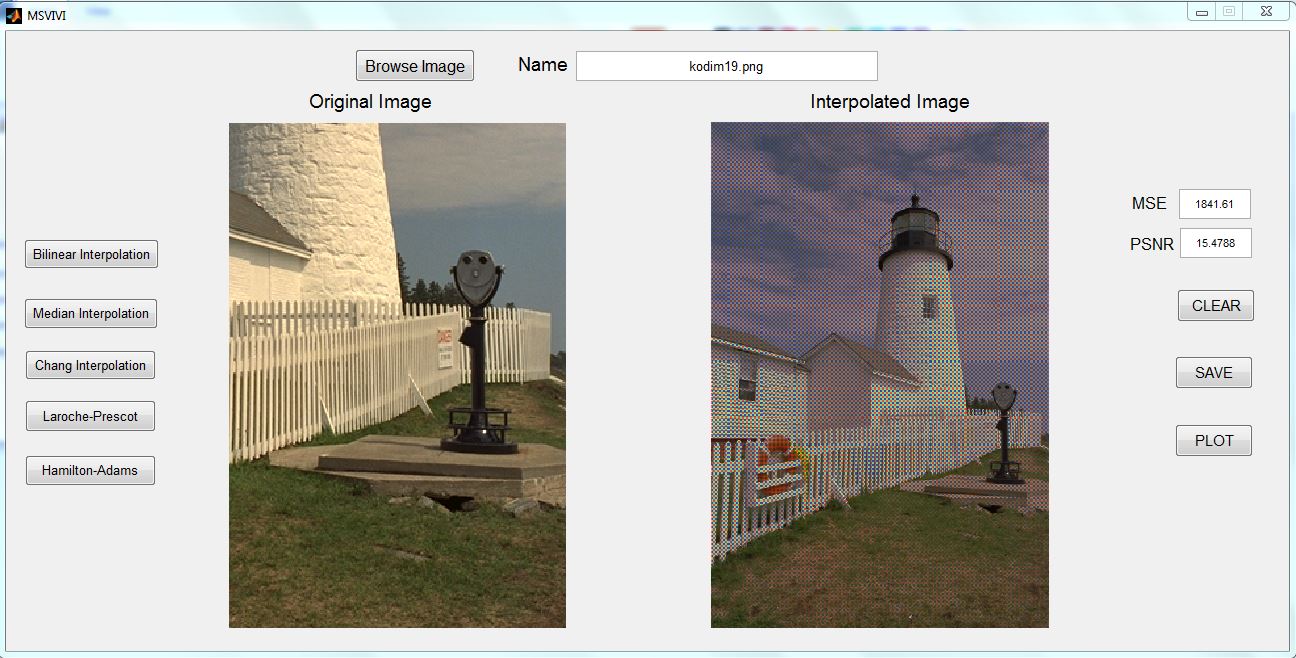 MSVIVI
Browse Image Name kodim19.png
Original Image Interpolated Image
MSE 1841.61
PSNR 15.4788
Bilinear Interpolation
CLEAR
Median Interpolation
Chang Interpolation
SAVE
Laroche-Prescot
PLOT
Hamilton-Adams